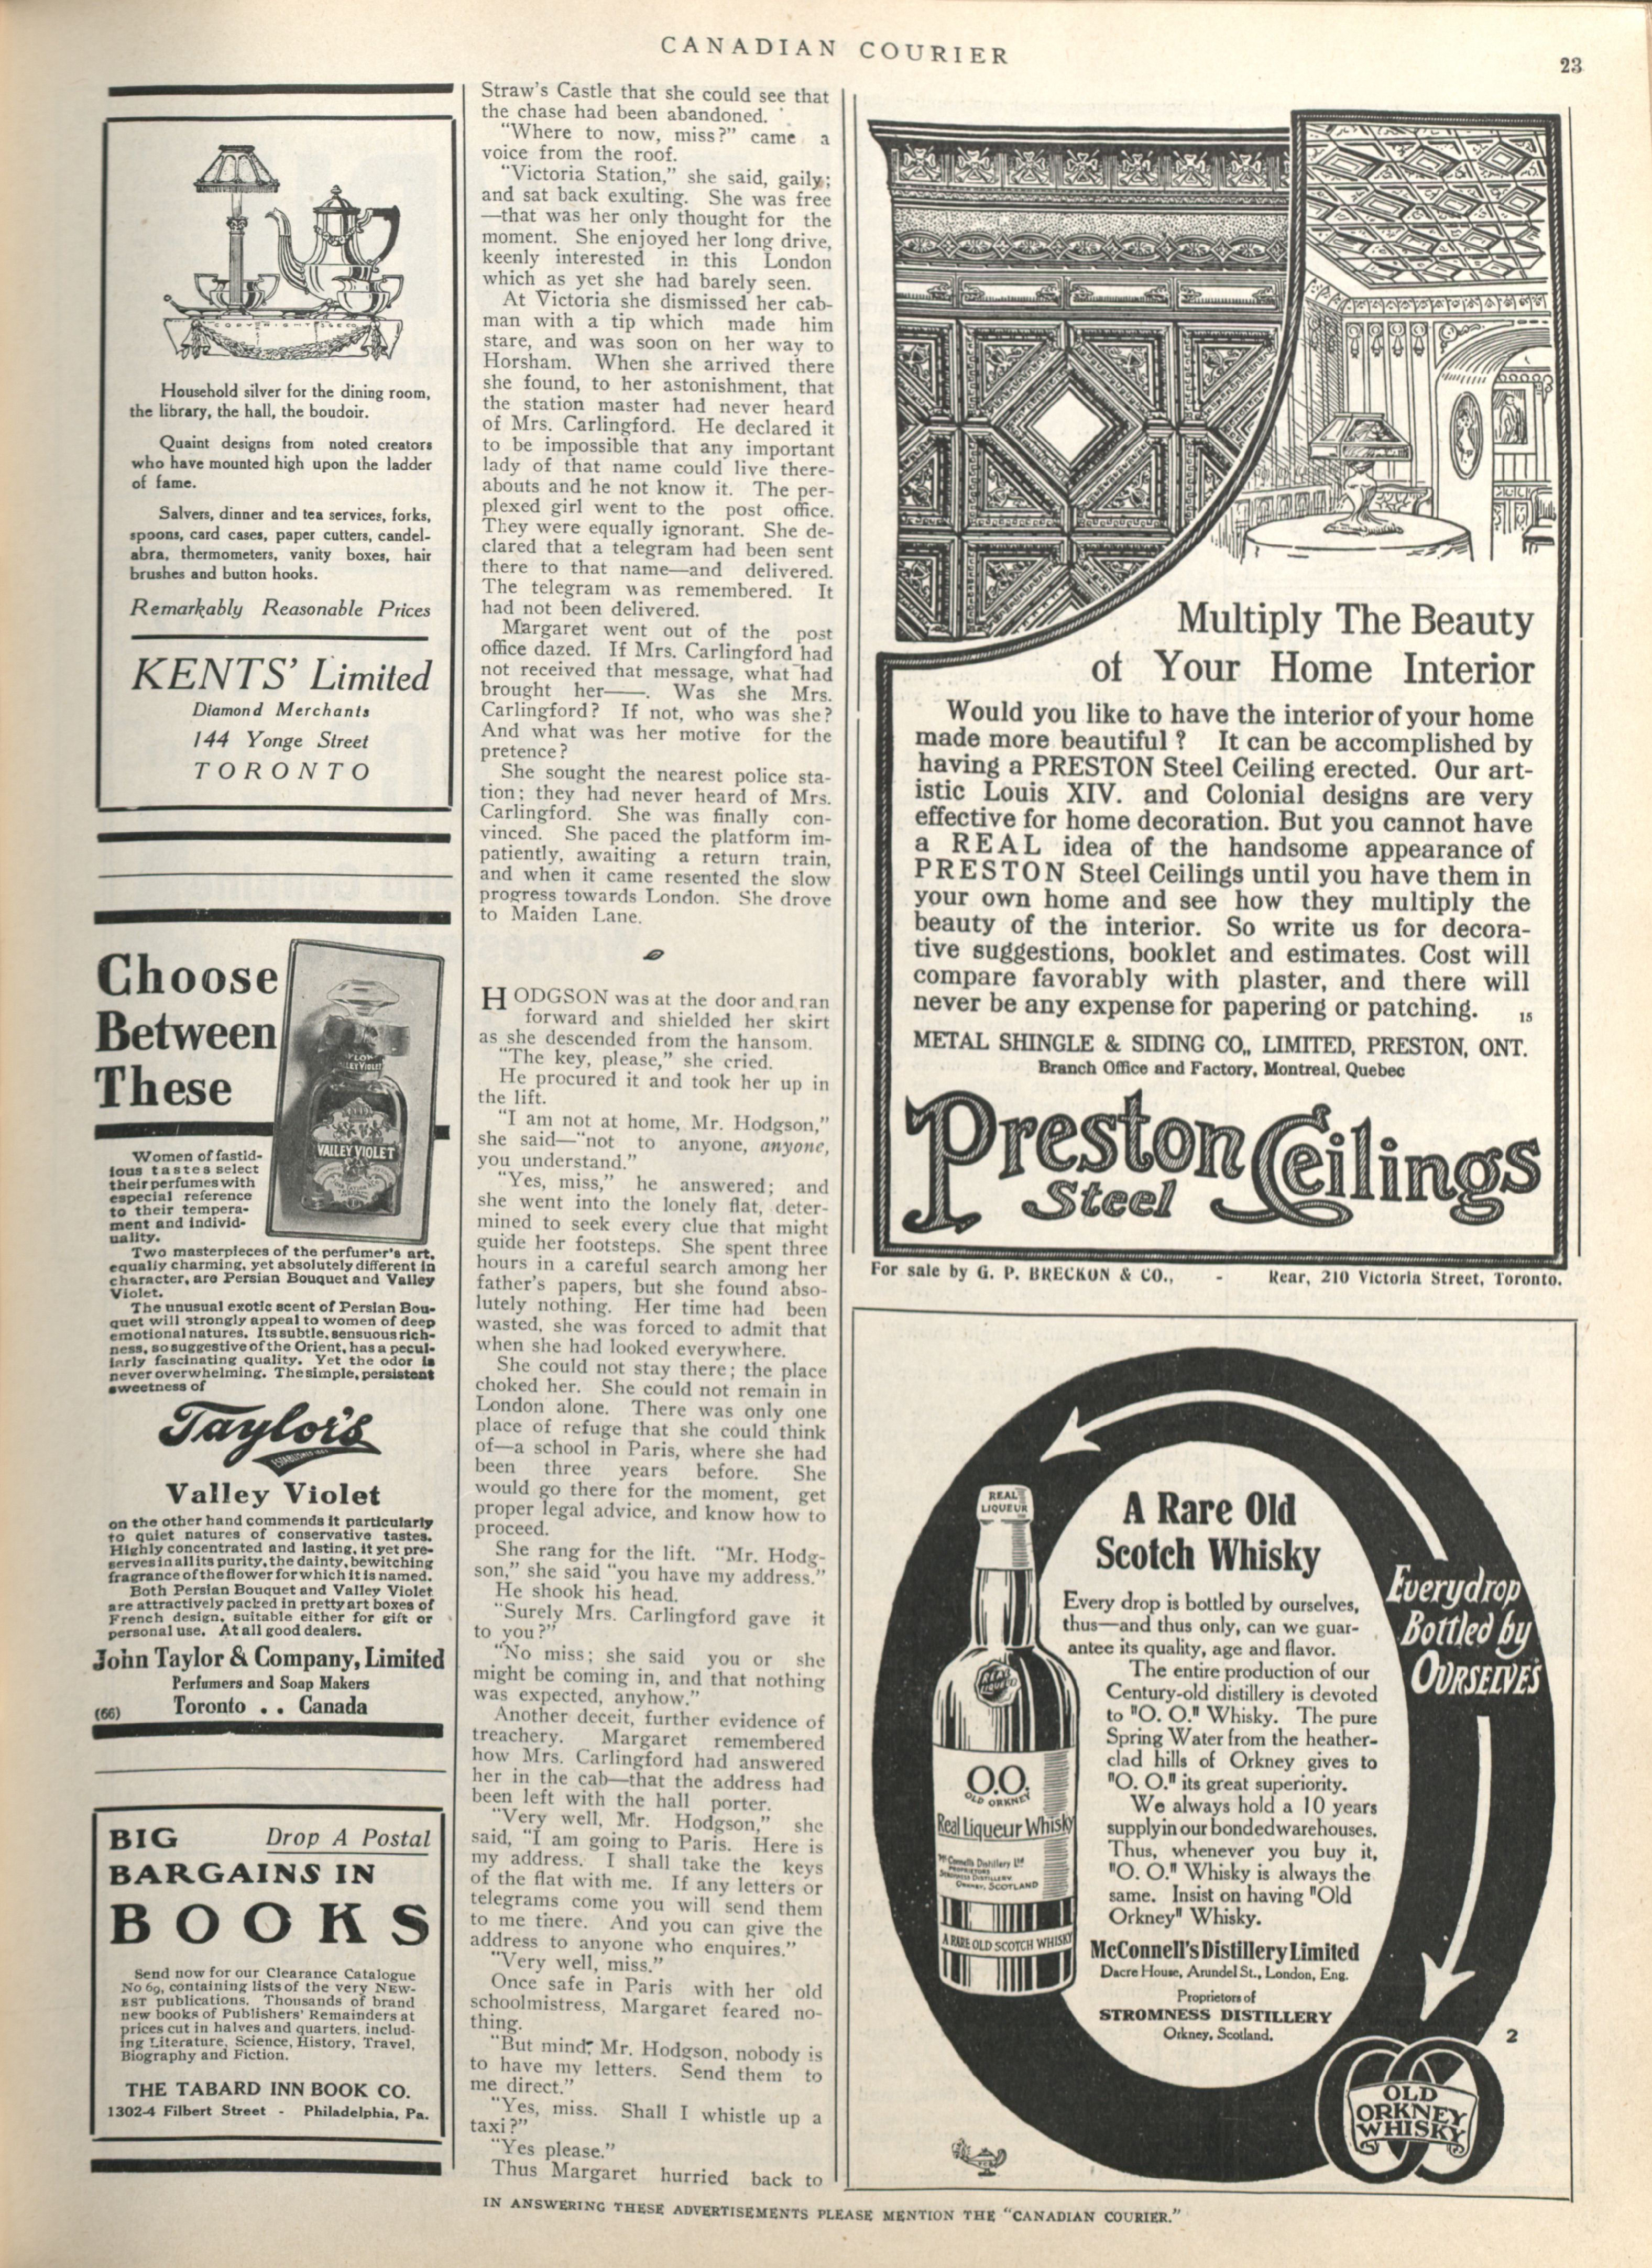 CANADIAN COURIER
23
Household silver for the dining room,
the library, the hall, the boudoir.
Quaint designs from noted creators
who have mounted high upon the ladder
of fame.
Salvers, dinner and tea services, forks,
spoons, card cases, paper cutters, candel-
abra, thermometers, vanity boxes, hair
brushes and button hooks.
Remarkably Reasonable Prices
KENTS' Limited
Diamond Merchants
144 Yonge Street
TORONTO
Choose
Between
These
VALLEY VIOLET
Women of fastid-
ious tastes select
their perfumes with
especial reference
to their tempera-
ment and individ-
uality.
Two masterpieces of the perfumer's art,
equally charming, yet absolutely different in
character, are Persian Bouquet and Valley
Violet.
The unusual exotic scent of Persian Bou-
quet will strongly appeal to women of deep
emotional natures. Its subtle, sensuous rich-
ness, so suggestive of the Orient, has a pecul-
iarly fascinating quality. Yet the odor is
never overwhelming. The simple, persistent
sweetness of
Taylor's
Valley Violet
on the other hand commends it particularly
to quiet natures of conservative tastes.
Highly concentrated and lasting, it yet pre-
serves in all its purity, the dainty, bewitching
fragrance of the flower for which it is named.
Both Persian Bouquet and Valley Violet
are attractively packed in pretty art boxes of
French design, suitable either for gift or
personal use. At all good dealers.
John Taylor & Company, Limited
Perfumers and Soap Makers
(66) Toronto . . Canada
BIG Drop A Postal
BARGAINS IN
BOOKS
Send now for our Clearance Catalogue
No 69, containing lists of the very NEW-
EST publications. Thousands of brand
new books of Publishers' Remainders at
prices cut in halves and quarters, includ-
ing Literature, Science, History, Travel,
Biography and Fiction.
THE TABARD INN BOOK CO.
1302-4 Filbert Street - Philadelphia, Pa.
Straw's Castle that she could see that
the chase had been abandoned.
"Where to now, miss?" came a
voice from the roof.
"Victoria Station," she said, gaily;
and sat back exulting. She was free
—that was her only thought for the
moment. She enjoyed her long drive,
keenly interested in this London
which as yet she had barely seen.
At Victoria she dismissed her cab-
man with a tip which made him
stare, and was soon on her way to
Horsham. When she arrived there
she found, to her astonishment, that
the station master had never heard
of Mrs. Carlingford. He declared it
to be impossible that any important
lady of that name could live there-
abouts and he not know it. The per-
plexed girl went to the post office.
They were equally ignorant. She de-
clared that a telegram had been sent
there to that name—and delivered.
The telegram was remembered. It
had not been delivered.
Margaret went out of the post
office dazed. If Mrs. Carlingford had
not received that message, what had
brought her——. Was she Mrs.
Carlingford? If not, who was she?
And what was her motive for the
pretence?
She sought the nearest police sta-
tion; they had never heard of Mrs.
Carlingford. She was finally con-
vinced. She paced the platform im-
patiently, awaiting a return train,
and when it came resented the slow
progress towards London. She drove
to Maiden Lane.
HODGSON was at the door and ran
forward and shielded her skirt
as she descended from the hansom.
"The key, please," she cried.
He procured it and took her up in
the lift.
"I am not at home, Mr. Hodgson,"
she said—"not to anyone, anyone,
you understand."
"Yes, miss," he answered; and
she went into the lonely flat, deter-
mined to seek every clue that might
guide her footsteps. She spent three
hours in a careful search among her
father's papers, but she found abso-
lutely nothing. Her time had been
wasted, she was forced to admit that
when she had looked everywhere.
She could not stay there; the place
choked her. She could not remain in
London alone. There was only one
place of refuge that she could think
of—a school in Paris, where she had
been three years before. She
would go there for the moment, get
proper legal advice, and know how to
proceed.
She rang for the lift. "Mr. Hodg-
son," she said "you have my address."
He shook his head.
"Surely Mrs. Carlingford gave it
to you?"
"No miss; she said you or she
might be coming in, and that nothing
was expected, anyhow."
Another deceit, further evidence of
treachery. Margaret remembered
how Mrs. Carlingford had answered
her in the cab—that the address had
been left with the hall porter.
"Very well, Mr. Hodgson," she
said, "I am going to Paris. Here is
my address. I shall take the keys
of the flat with me. If any letters or
telegrams come you will send them
to me there. And you can give the
address to anyone who enquires."
"Very well, miss."
Once safe in Paris with her old
schoolmistress, Margaret feared no-
thing.
"But mind, Mr. Hodgson, nobody is
to have my letters. Send them to
me direct."
"Yes, miss. Shall I whistle up a
taxi?"
"Yes please."
Thus Margaret hurried back to
Multiply The Beauty
of Your Home Interior
Would you like to have the interior of your home
made more beautiful? It can be accomplished by
having a PRESTON Steel Ceiling erected. Our art-
istic Louis XIV. and Colonial designs are very
effective for home decoration. But you cannot have
a REAL idea of the handsome appearance of
PRESTON Steel Ceilings until you have them in
your own home and see how they multiply the
beauty of the interior. So write us for decora-
tive suggestions, booklet and estimates. Cost will
compare favorably with plaster, and there will
never be any expense for papering or patching. 15
METAL SHINGLE & SIDING CO., LIMITED, PRESTON, ONT.
Branch Office and Factory, Montreal, Quebec
Preston
Steel Ceilings
For sale by G. P. BRECKON & CO., - Rear, 210 Victoria Street, Toronto.
REAL
LIQUEUR
O.O.
OLD ORKNEY
Real Liqueur Whisky
McConnell's Distillery Ltd
PROPRIETORS
STROMNESS DISTILLERY
ORKNEY, SCOTLAND
A RARE OLD SCOTCH WHISKY
A Rare Old
Scotch Whisky
Every drop is bottled by ourselves,
thus—and thus only, can we guar-
antee its quality, age and flavor.
The entire production of our
Century-old distillery is devoted
to "O. O." Whisky. The pure
Spring Water from the heather-
clad hills of Orkney gives to
"O. O." its great superiority.
We always hold a 10 years
supply in our bonded warehouses.
Thus, whenever you buy it,
"O. O." Whisky is always the
same. Insist on having "Old
Orkney" Whisky.
McConnell's Distillery Limited
Dacre House, Arundel St., London, Eng.
Proprietors of
STROMNESS DISTILLERY
Orkney, Scotland.
Every drop
Bottled by
OURSELVES
2
OLD
ORKNEY
WHISKY
IN ANSWERING THESE ADVERTISEMENTS PLEASE MENTION THE "CANADIAN COURIER."